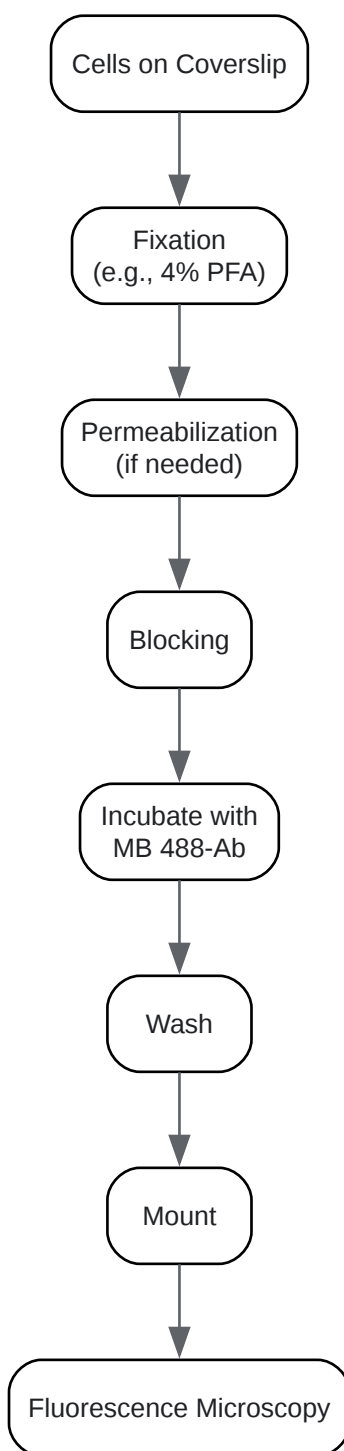 Cells on Coverslip
Fixation
(e.g., 4% PFA)
Permeabilization
(if needed)
Blocking
Incubate with
MB 488-Ab
Wash
Mount
Fluorescence Microscopy